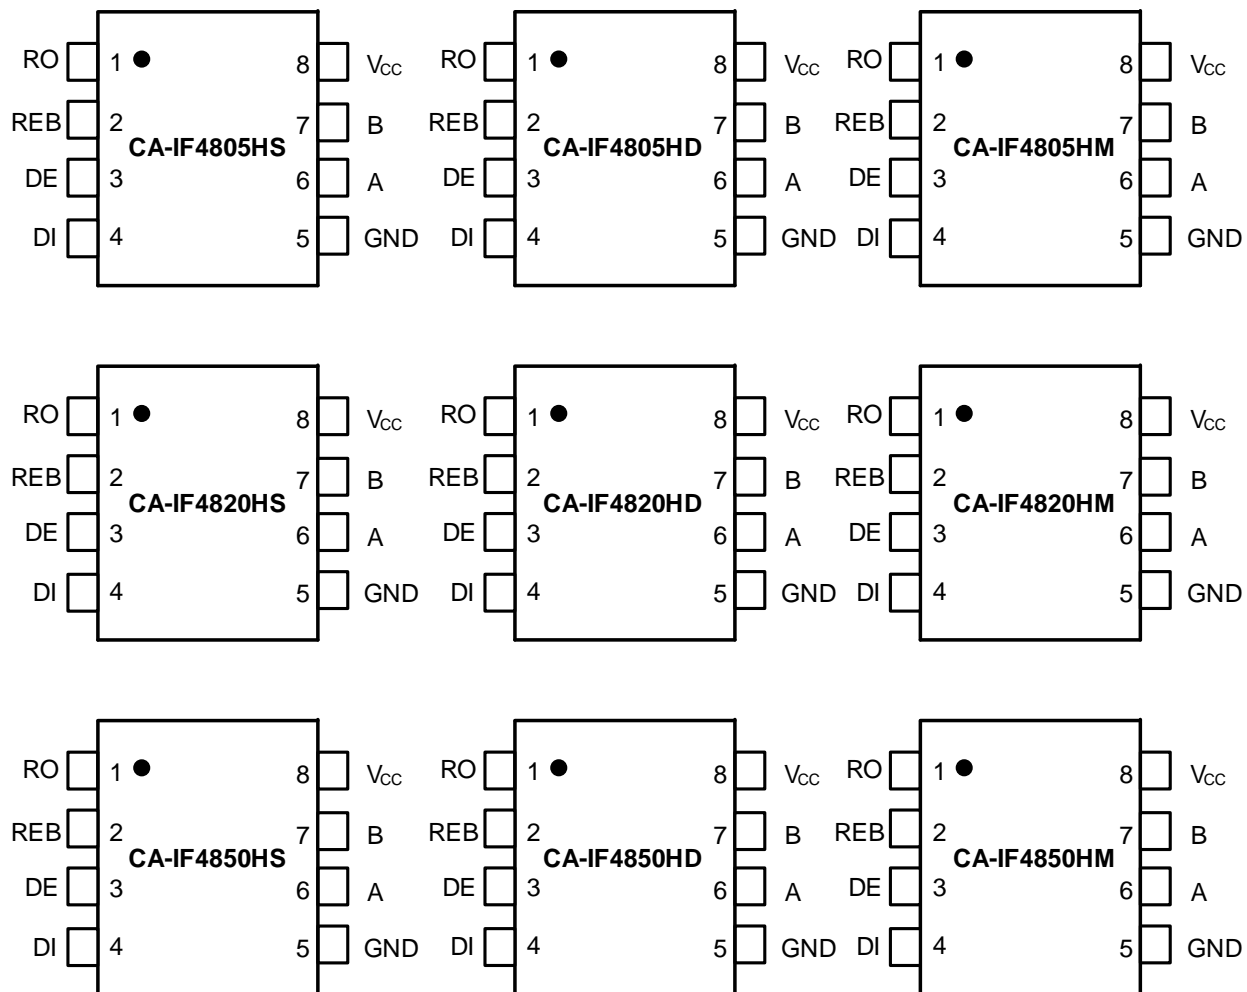 RO 1 8 VCC RO 1 8 VCC RO 1 8 VCC
REB 2 7 B REB 2 7 B REB 2 7 B
CA-IF4805HS CA-IF4805HD CA-IF4805HM
DE 3 6 A DE 3 6 A DE 3 6 A
DI 4 5 GND DI 4 5 GND DI 4 5 GND
RO 1 8 VCC RO 1 8 VCC RO 1 8 VCC
REB 2 7 B REB 2 7 B REB 2 7 B
CA-IF4820HS CA-IF4820HD CA-IF4820HM
DE 3 6 A DE 3 6 A DE 3 6 A
DI 4 5 GND DI 4 5 GND DI 4 5 GND
RO 1 8 VCC RO 1 8 VCC RO 1 8 VCC
REB 2 7 B REB 2 7 B REB 2 7 B
CA-IF4850HS CA-IF4850HD CA-IF4850HM
DE 3 6 A DE 3 6 A DE 3 6 A
DI 4 5 GND DI 4 5 GND DI 4 5 GND